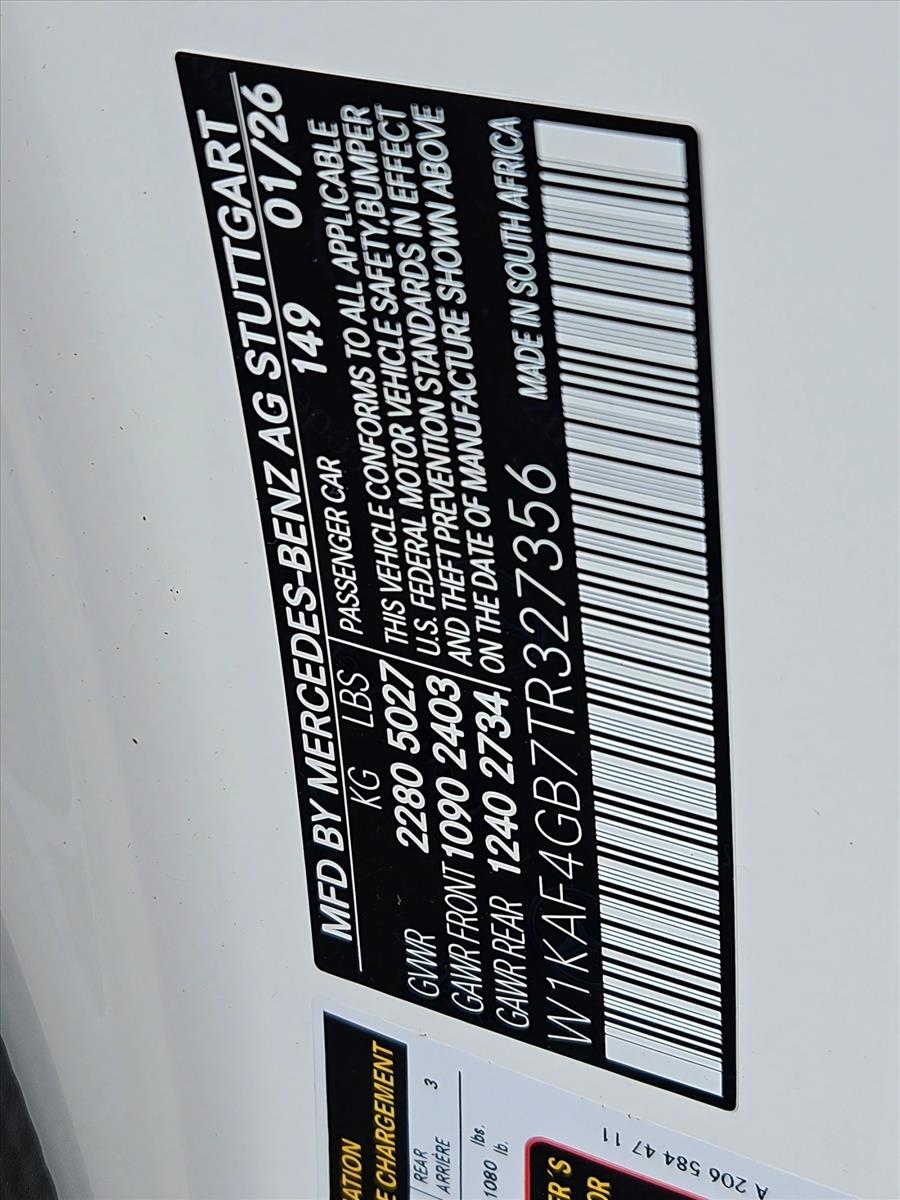 MFD BY MERCEDES-BENZ AG STUTTGART
KG LBS PASSENGER CAR 149 01/26
GVWR 2280 5027 THIS VEHICLE CONFORMS TO ALL APPLICABLE
GAWR FRONT 1090 2403 U.S. FEDERAL MOTOR VEHICLE SAFETY,BUMPER
GAWR REAR 1240 2734 AND THEFT PREVENTION STANDARDS IN EFFECT
ON THE DATE OF MANUFACTURE SHOWN ABOVE
W1KAF4GB7TR327356 MADE IN SOUTH AFRICA
CHARGEMENT
REAR
ARRIÈRE 3
1080 lbs.
lb.
A 206 584 47 11